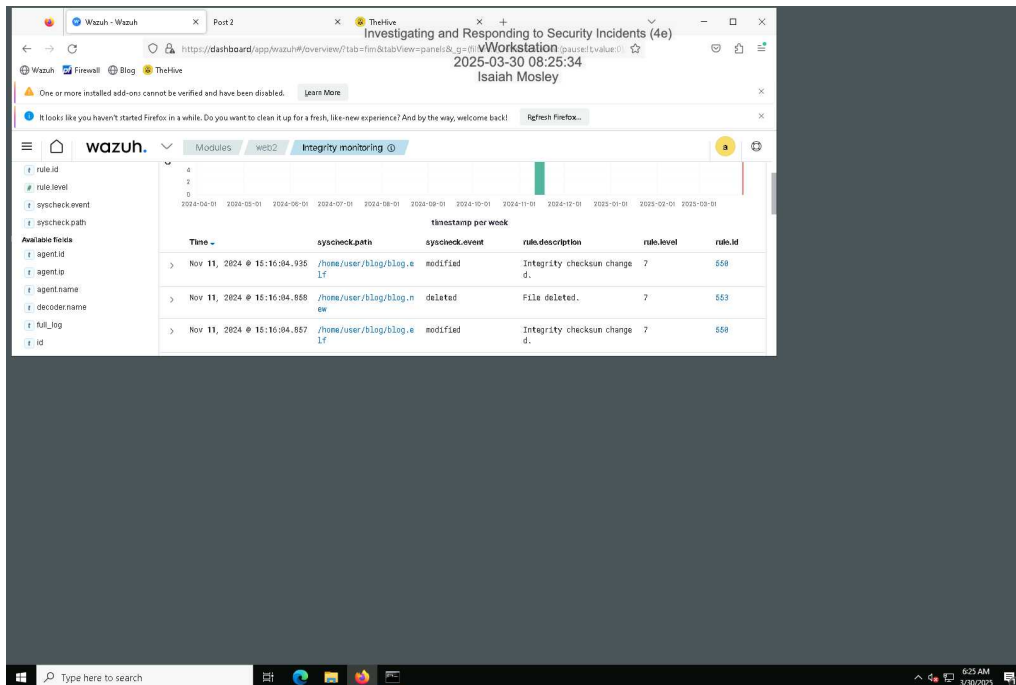 Wazuh - Wazuh
Post 2
TheHive
Investigating and Responding to Security Incidents (4e)
vWorkstation
2025-03-30 08:25:34
Isaiah Mosley
https://dashboard/app/wazuh#/overview/?tab=fim&tabView=panels&_g=(fil (pause:!t,value:0)
Wazuh Firewall Blog TheHive
One or more installed add-ons cannot be verified and have been disabled. Learn More
It looks like you haven't started Firefox in a while. Do you want to clean it up for a fresh, like-new experience? And by the way, welcome back! Refresh Firefox...
wazuh. Modules web2 Integrity monitoring a
t rule.id
# rule.level
t syscheck.event
t syscheck.path
Available fields
t agent.id
t agent.ip
t agent.name
t decoder.name
t full_log
t id
4
2
0
2024-04-01 2024-05-01 2024-06-01 2024-07-01 2024-08-01 2024-09-01 2024-10-01 2024-11-01 2024-12-01 2025-01-01 2025-02-01 2025-03-01
timestamp per week
Time syscheck.path syscheck.event rule.description rule.level rule.id
Nov 11, 2024 @ 15:16:04.935 /home/user/blog/blog.e modified Integrity checksum change 7 550
lf d.
Nov 11, 2024 @ 15:16:04.858 /home/user/blog/blog.n deleted File deleted. 7 553
ew
Nov 11, 2024 @ 15:16:04.857 /home/user/blog/blog.e modified Integrity checksum change 7 550
lf d.
Type here to search
6:25 AM
3/30/2025